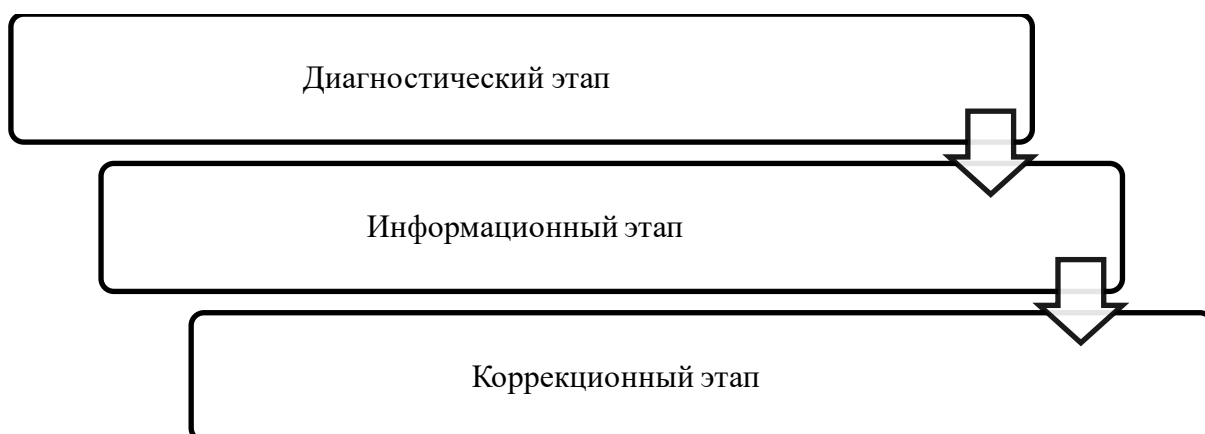 Диагностический этап
Информационный этап
Коррекционный этап